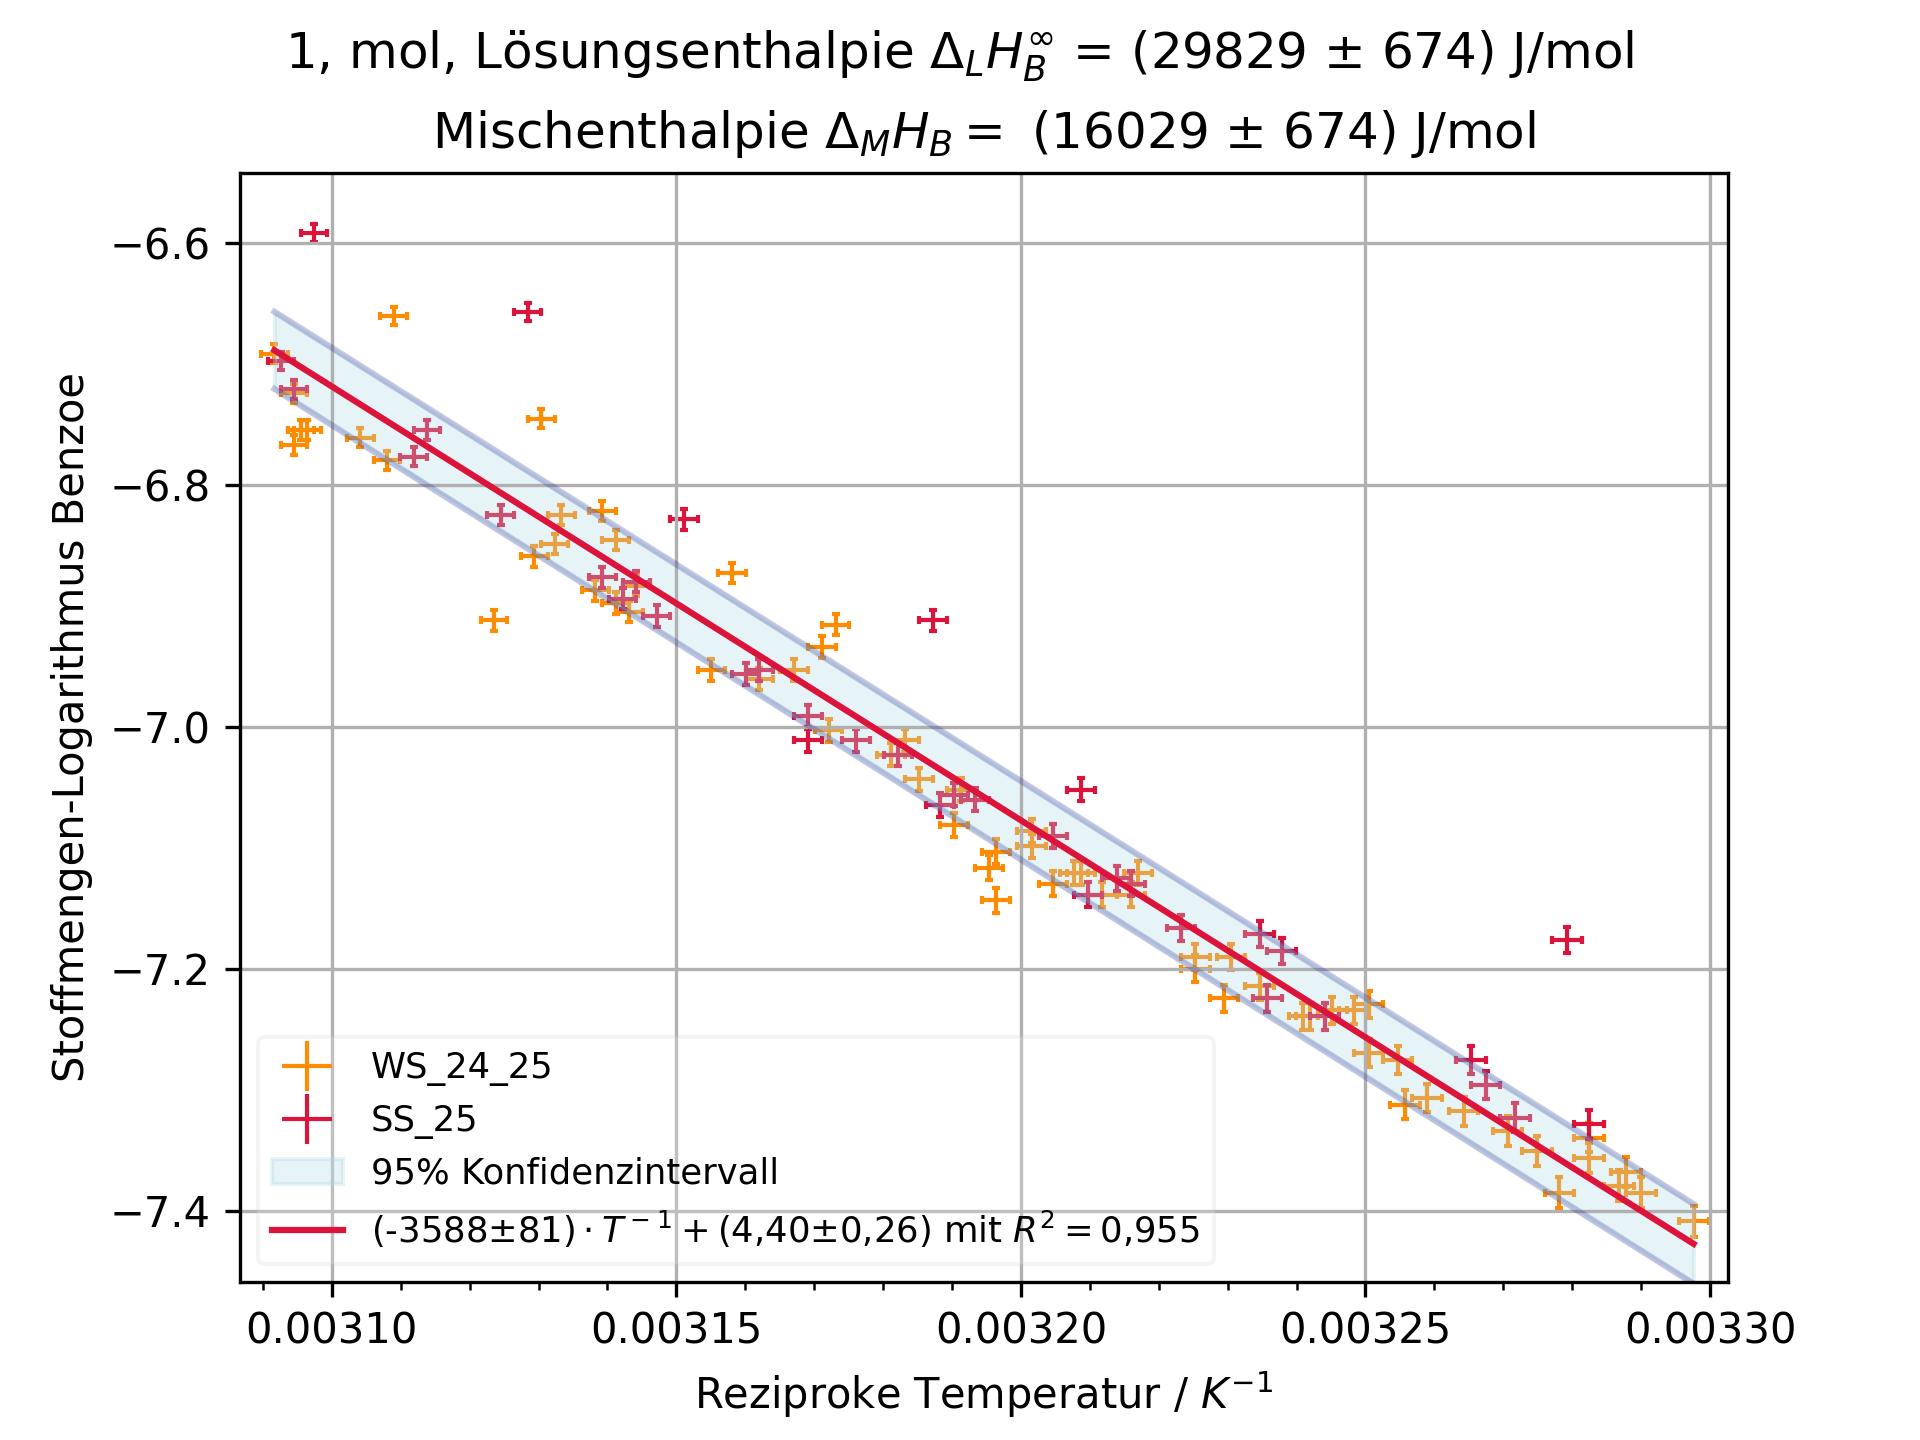 1, mol, Lösungsenthalpie Δ_L H_B^∞ = (29829 ± 674) J/mol
Mischenthalpie Δ_M H_B = (16029 ± 674) J/mol
Stoffmengen-Logarithmus Benzoe
−6.6
−6.8
−7.0
−7.2
−7.4
WS_24_25
SS_25
95% Konfidenzintervall
(-3588±81) · T⁻¹ + (4,40±0,26) mit R² = 0,955
0.00310 0.00315 0.00320 0.00325 0.00330
Reziproke Temperatur / K⁻¹